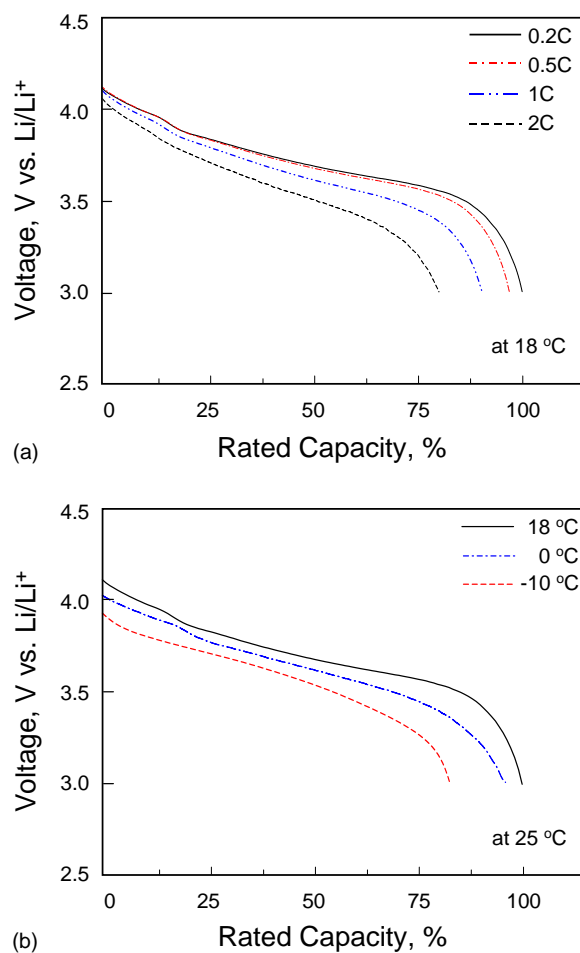 4.5
4.0
3.5
3.0
2.5
Voltage, V vs. Li/Li⁺
0.2C
0.5C
1C
2C
at 18 °C
0 25 50 75 100
Rated Capacity, %
(a)
4.5
4.0
3.5
3.0
2.5
Voltage, V vs. Li/Li⁺
18 °C
0 °C
-10 °C
at 25 °C
0 25 50 75 100
Rated Capacity, %
(b)